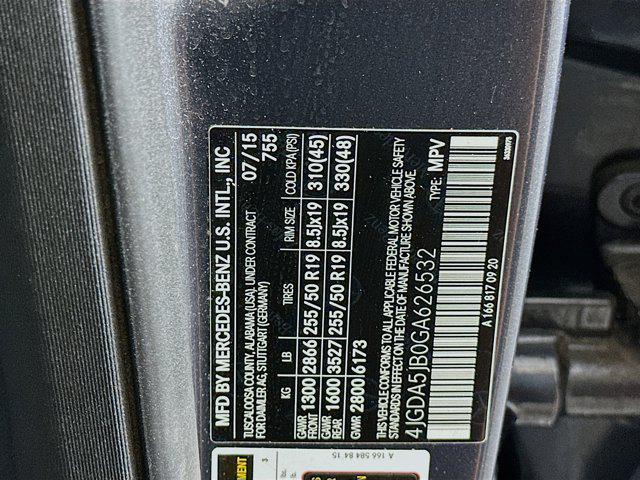 MFD BY MERCEDES-BENZ U.S. INTL., INC 07/15
TUSCALOOSA COUNTY, ALABAMA (USA), UNDER CONTRACT 755
FOR DAIMLER AG, STUTTGART (GERMANY)
KG LB TIRES RIM SIZE COLD KPA(PSI)
GAWR FRONT 1300 2866 255/50 R19 8.5Jx19 310(45)
GAWR REAR 1600 3527 255/50 R19 8.5Jx19 330(48)
GVWR 2800 6173
THIS VEHICLE CONFORMS TO ALL APPLICABLE FEDERAL MOTOR VEHICLE SAFETY
STANDARDS IN EFFECT ON THE DATE OF MANUFACTURE SHOWN ABOVE.
4JGDA5JB0GA626532 TYPE: MPV
A 166 817 09 20
A 166 584 84 15
3